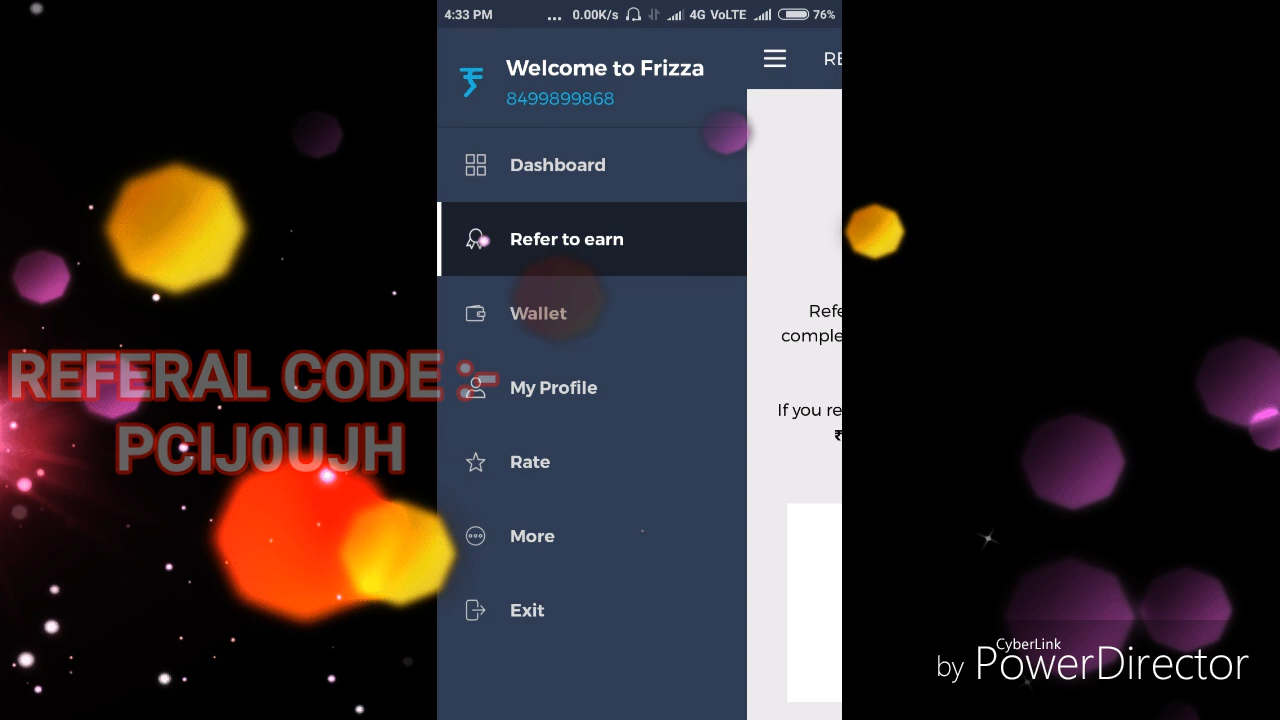 4:33 PM ... 0.00K/s 4G VoLTE 76%
Welcome to Frizza
8499899868
RE
Dashboard
Refer to earn
Wallet
My Profile
Rate
More
Exit
Refe
comple
If you re
₹
REFERAL CODE :-
PCIJ0UJH
CyberLink
by PowerDirector